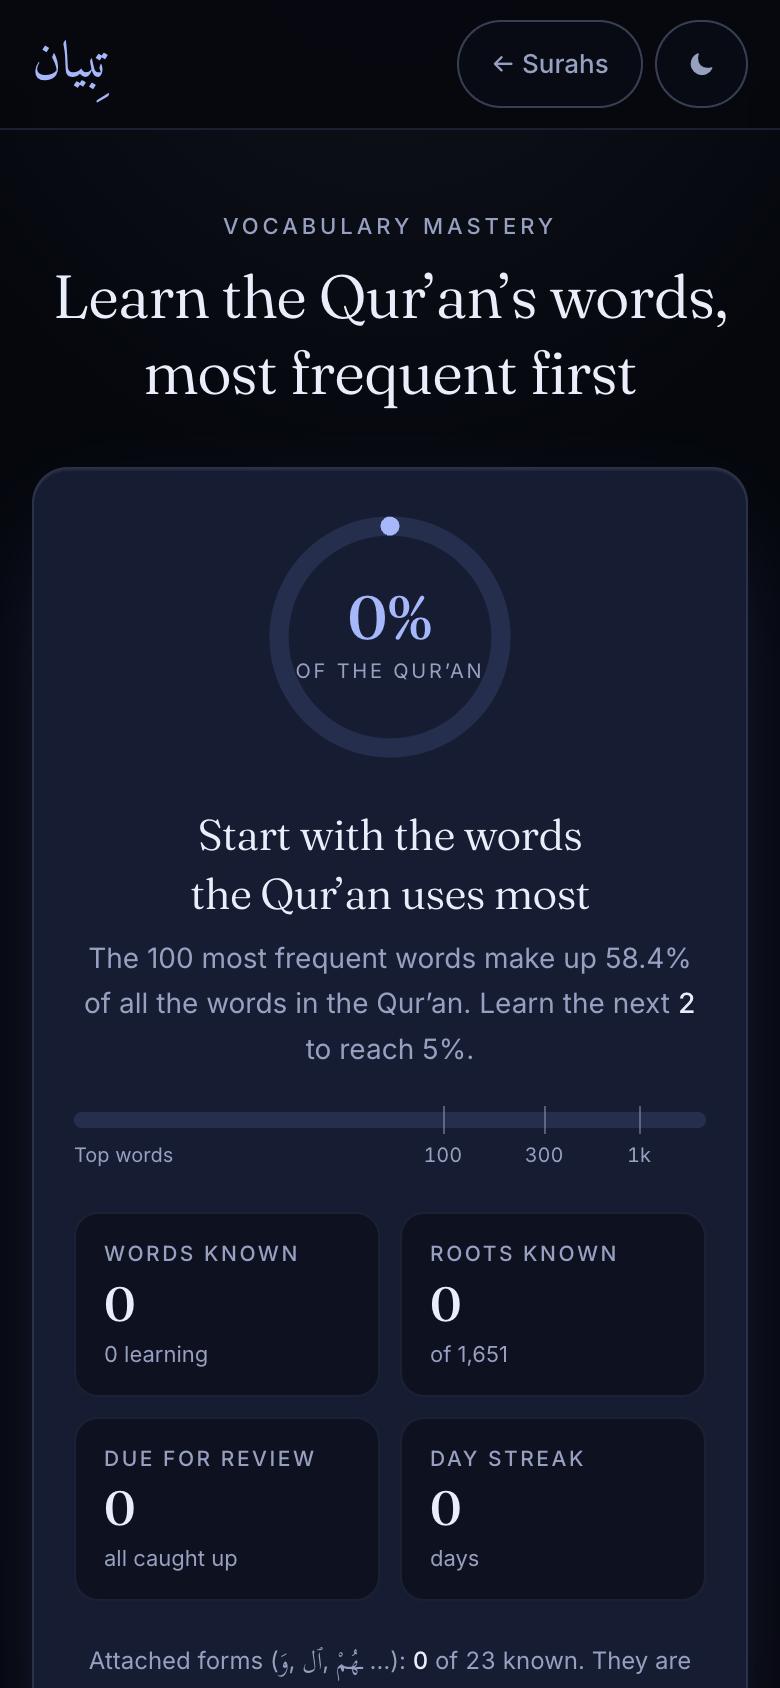 تِبيان
← Surahs
VOCABULARY MASTERY
Learn the Qur’an’s words,
most frequent first
0%
OF THE QUR’AN
Start with the words
the Qur’an uses most
The 100 most frequent words make up 58.4%
of all the words in the Qur’an. Learn the next 2
to reach 5%.
Top words 100 300 1k
WORDS KNOWN
0
0 learning
ROOTS KNOWN
0
of 1,651
DUE FOR REVIEW
0
all caught up
DAY STREAK
0
days
Attached forms (وَ, ٱل, هُمْ …): 0 of 23 known. They are